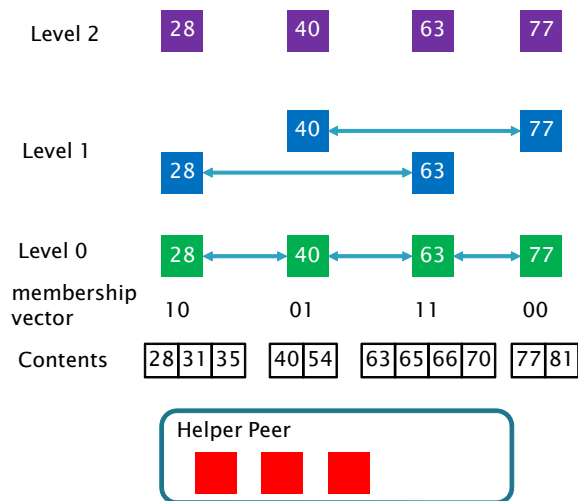 Level 2 28 40 63 77
40 77
Level 1
28 63
Level 0 28 40 63 77
membership
vector 10 01 11 00
Contents 28 31 35 40 54 63 65 66 70 77 81
Helper Peer